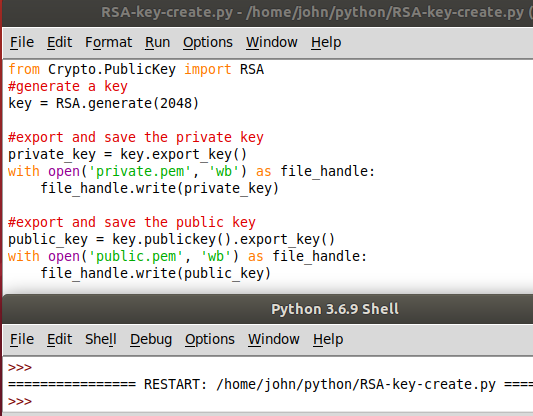 RSA-key-create.py - /home/john/python/RSA-key-create.py (
File Edit Format Run Options Window Help
from Crypto.PublicKey import RSA
#generate a key
key = RSA.generate(2048)
#export and save the private key
private_key = key.export_key()
with open('private.pem', 'wb') as file_handle:
    file_handle.write(private_key)
#export and save the public key
public_key = key.publickey().export_key()
with open('public.pem', 'wb') as file_handle:
    file_handle.write(public_key)
Python 3.6.9 Shell
File Edit Shell Debug Options Window Help
>>>
================ RESTART: /home/john/python/RSA-key-create.py ====
>>>